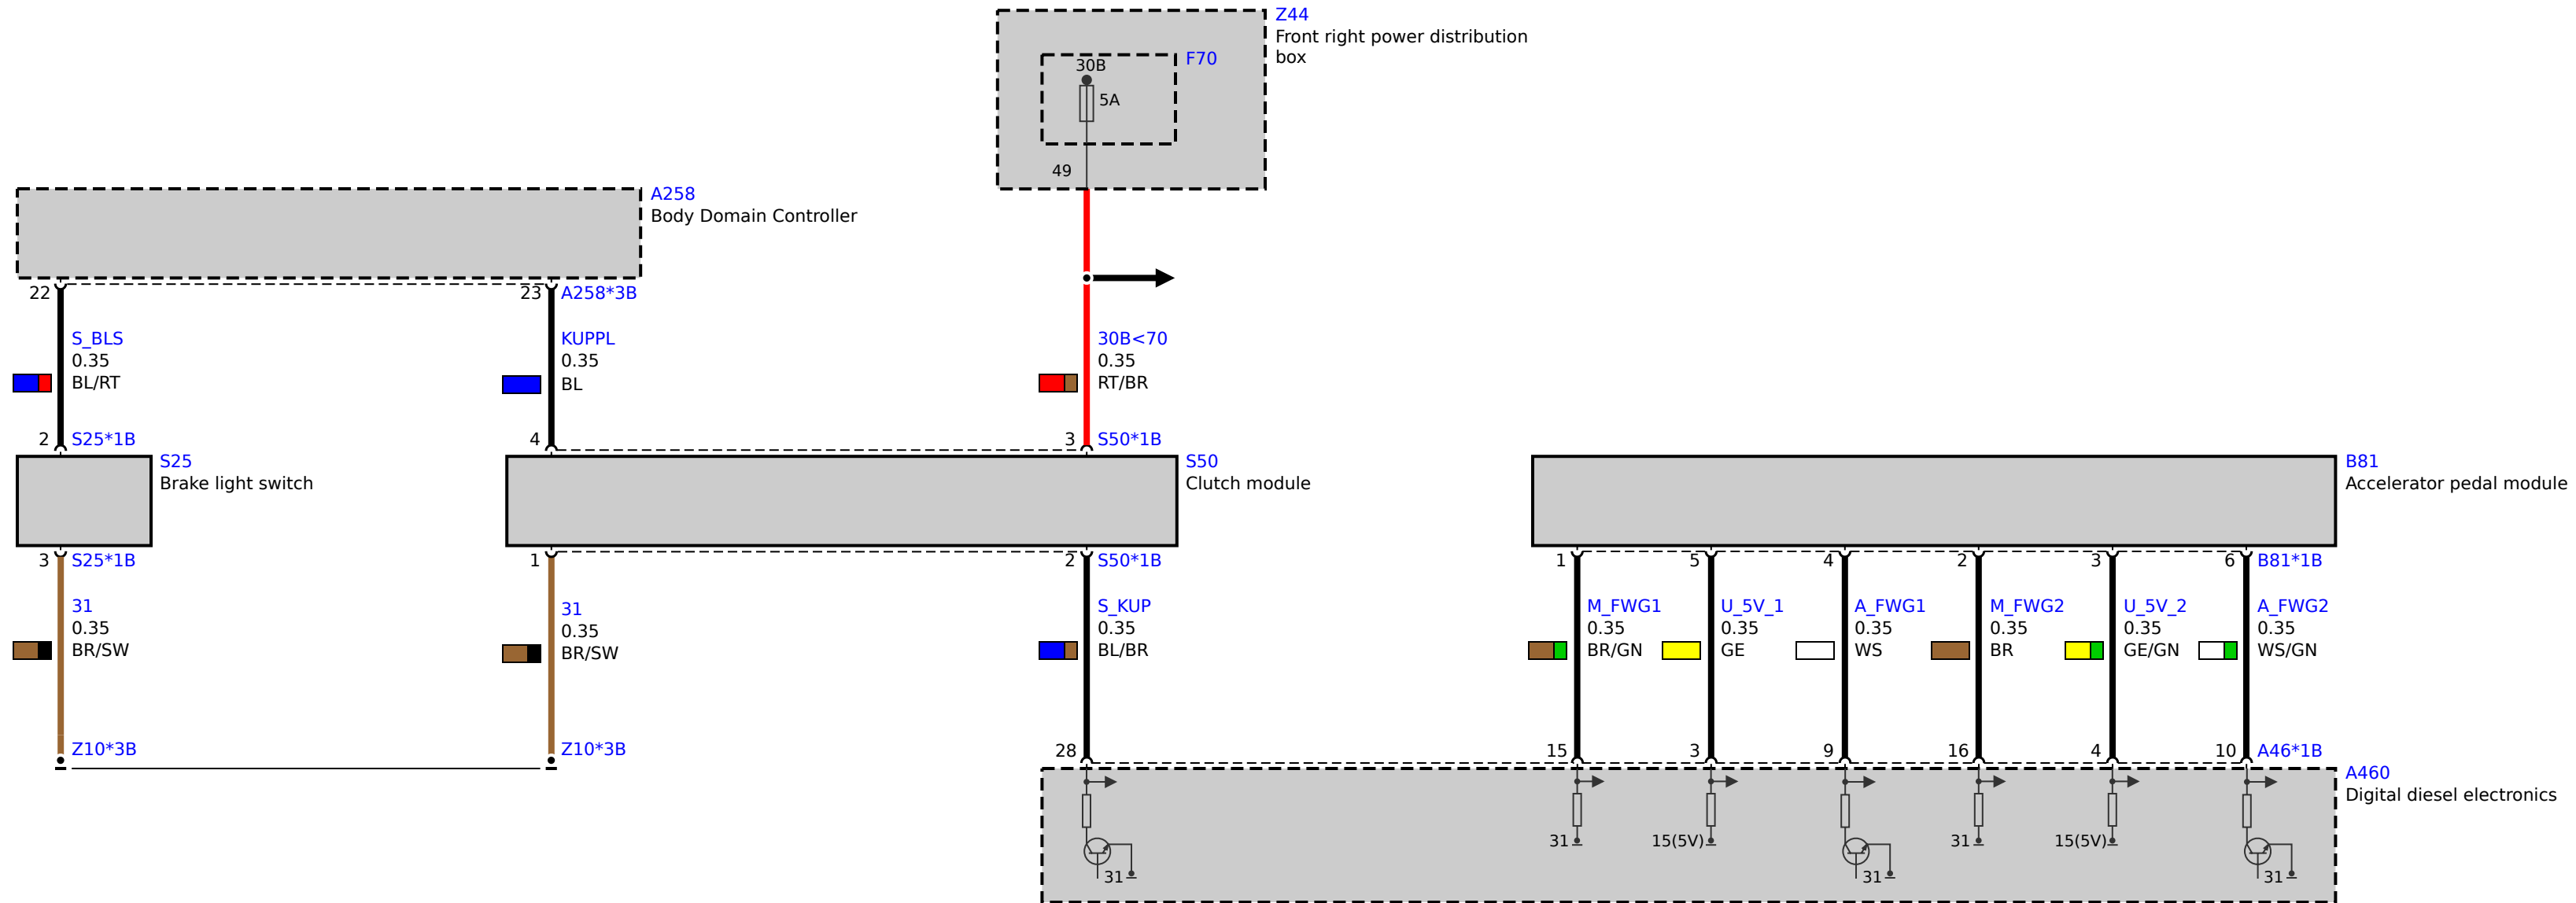 Z44
Front right power distribution
box
F70
30B
5A
49
A258
Body Domain Controller
22
23
A258*3B
S_BLS
0.35
BL/RT
KUPPL
0.35
BL
30B<70
0.35
RT/BR
2
S25*1B
4
3
S50*1B
S25
Brake light switch
S50
Clutch module
B81
Accelerator pedal module
3
S25*1B
1
2
S50*1B
1
5
4
2
3
6
B81*1B
31
0.35
BR/SW
31
0.35
BR/SW
S_KUP
0.35
BL/BR
M_FWG1
0.35
BR/GN
U_5V_1
0.35
GE
A_FWG1
0.35
WS
M_FWG2
0.35
BR
U_5V_2
0.35
GE/GN
A_FWG2
0.35
WS/GN
Z10*3B
Z10*3B
28
15
3
9
16
4
10
A46*1B
A460
Digital diesel electronics
31
15(5V)
31
15(5V)
31
31
31